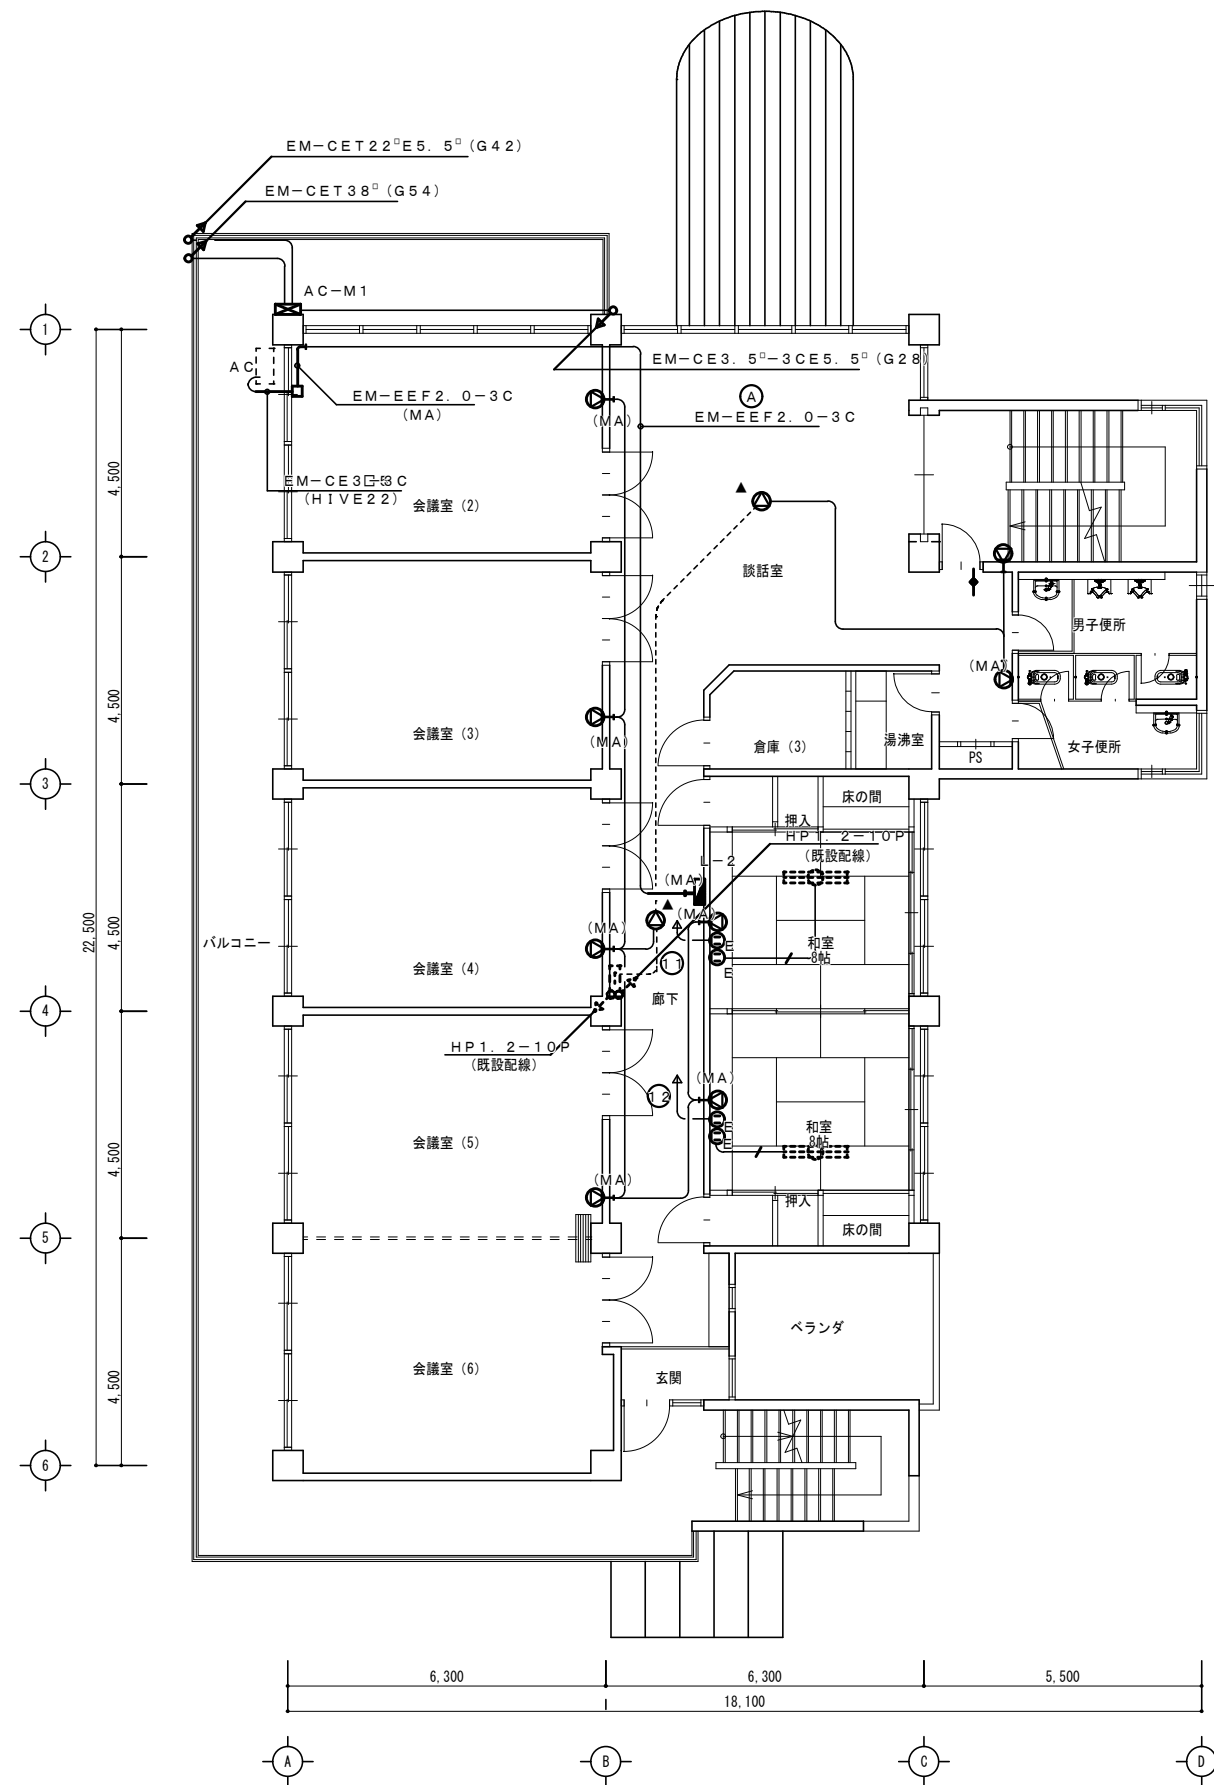 EM-CET22□E5.5□(G42)
EM-CET38□(G54)
AC-M1
1
EM-CE3.5□-3CE5.5□(G28)
AC
EM-EEF2.0-3C
(MA)
A
EM-EEF2.0-3C
(MA)
4,500
(HIVE22)
会議室(2)
▲
2
談話室
男子便所
(MA)
4,500
会議室(3)
(MA)
倉庫(3)
湯沸室
PS
女子便所
3
床の間
押入
HP1.2-10P
(既設配線)
L-2
(MA)
▲
(MA)
22,500
4,500
バルコニー
(MA)
和室
8帖
E
E
会議室(4)
11
廊下
4
HP1.2-10P
(既設配線)
(MA)
12
E
E
和室
8帖
4,500
会議室(5)
(MA)
押入
床の間
5
ベランダ
4,500
会議室(6)
玄関
6
6,300
6,300
5,500
18,100
A
B
C
D